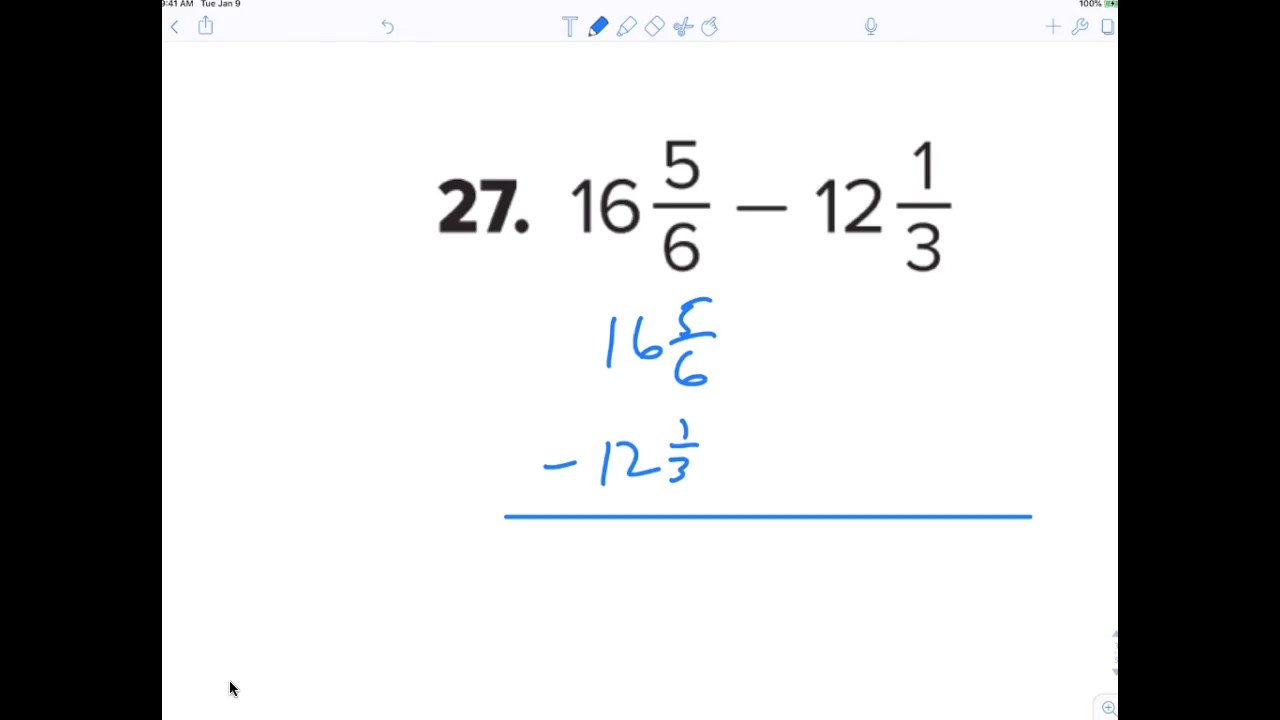 9:41 AM Tue Jan 9 100%
T
27. 16 5/6 − 12 1/3
16 5/6
− 12 1/3